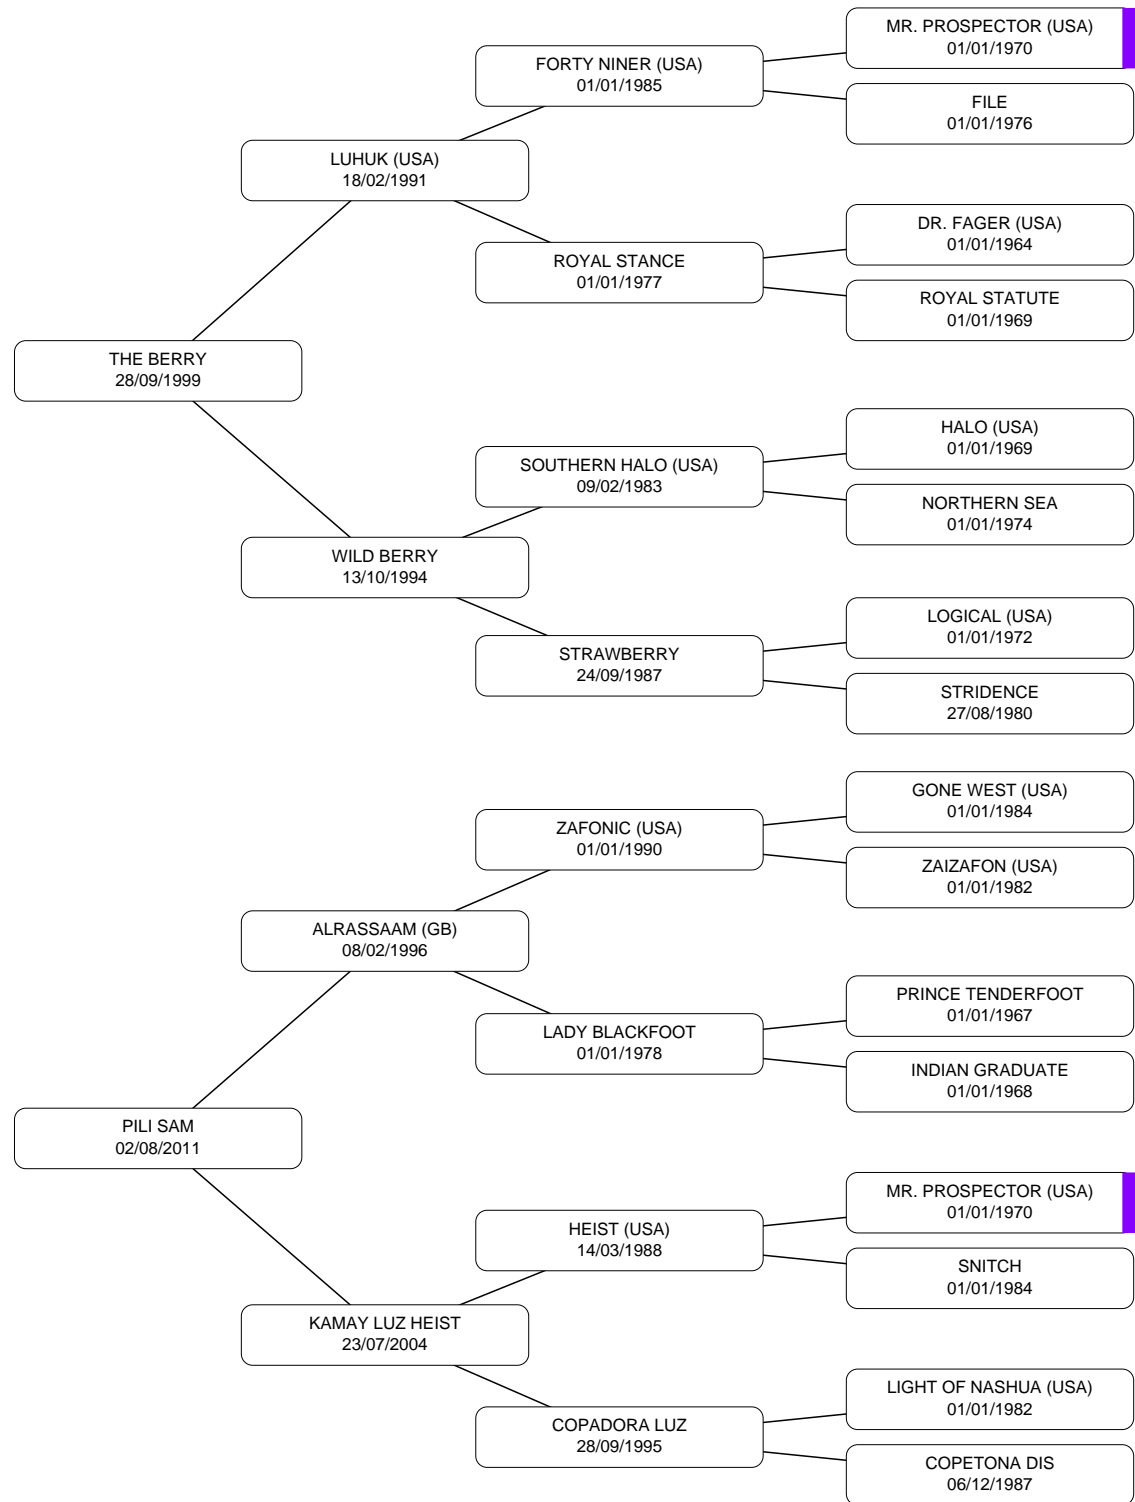 MR. PROSPECTOR (USA)
01/01/1970
FORTY NINER (USA)
01/01/1985
FILE
01/01/1976
LUHUK (USA)
18/02/1991
DR. FAGER (USA)
01/01/1964
ROYAL STANCE
01/01/1977
ROYAL STATUTE
01/01/1969
THE BERRY
28/09/1999
HALO (USA)
01/01/1969
SOUTHERN HALO (USA)
09/02/1983
NORTHERN SEA
01/01/1974
WILD BERRY
13/10/1994
LOGICAL (USA)
01/01/1972
STRAWBERRY
24/09/1987
STRIDENCE
27/08/1980
GONE WEST (USA)
01/01/1984
ZAFONIC (USA)
01/01/1990
ZAIZAFON (USA)
01/01/1982
ALRASSAAM (GB)
08/02/1996
PRINCE TENDERFOOT
01/01/1967
LADY BLACKFOOT
01/01/1978
INDIAN GRADUATE
01/01/1968
PILI SAM
02/08/2011
MR. PROSPECTOR (USA)
01/01/1970
HEIST (USA)
14/03/1988
SNITCH
01/01/1984
KAMAY LUZ HEIST
23/07/2004
LIGHT OF NASHUA (USA)
01/01/1982
COPADORA LUZ
28/09/1995
COPETONA DIS
06/12/1987